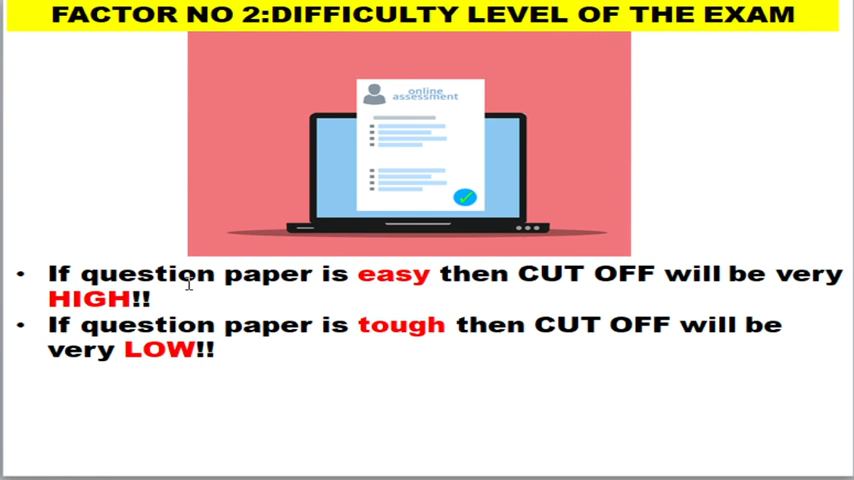 FACTOR NO 2:DIFFICULTY LEVEL OF THE EXAM
online
assessment
• If question paper is easy then CUT OFF will be very
HIGH!!
• If question paper is tough then CUT OFF will be
very LOW!!